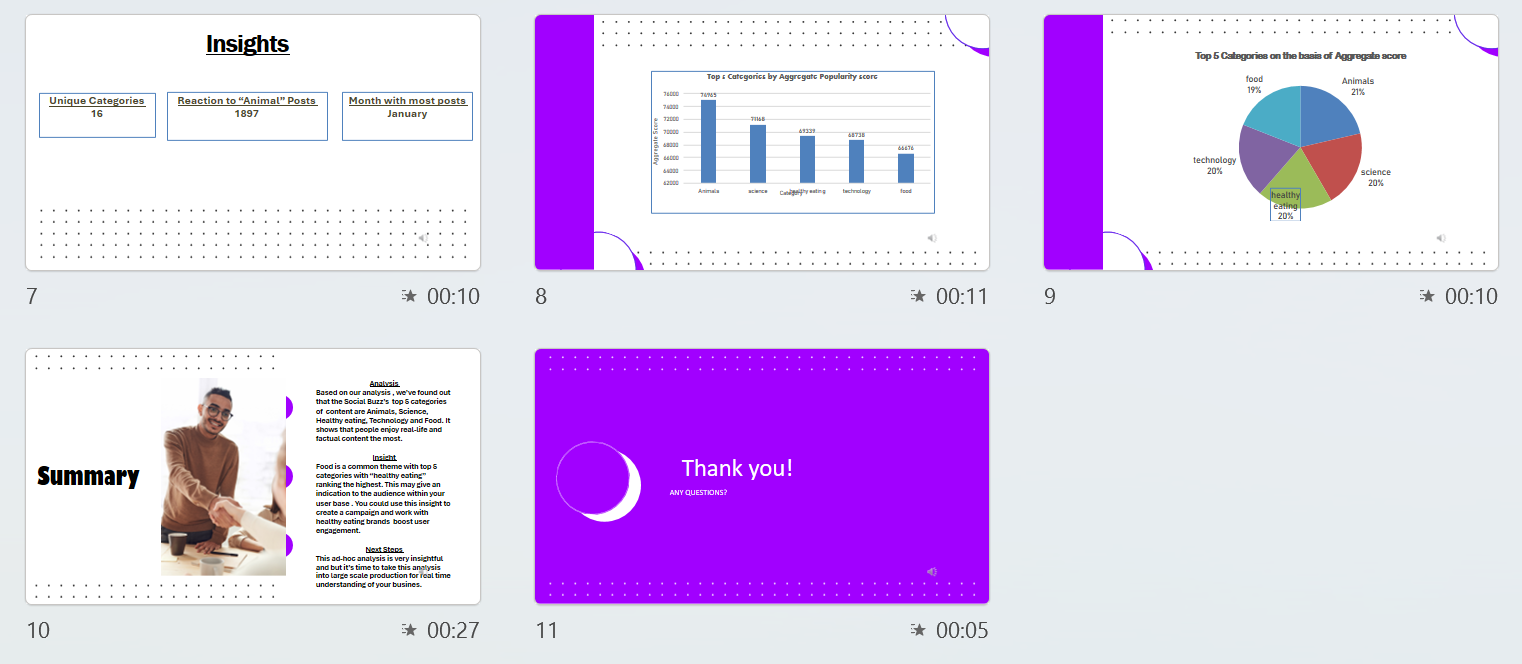 Insights
Unique Categories
16
Reaction to “Animal” Posts
1897
Month with most posts
January
7
00:10
Top 5 Categories by Aggregate Popularity score
76000
74000
72000
70000
68000
66000
64000
62000
Aggregate Score
74965
71168
69339
68738
66676
Animals
science
healthy eating
technology
food
Category
8
00:11
Top 5 Categories on the basis of Aggregate score
food
19%
Animals
21%
technology
20%
science
20%
healthy
eating
20%
9
00:10
Summary
Analysis
Based on our analysis , we've found out
that the Social Buzz's top 5 categories
of content are Animals, Science,
Healthy eating, Technology and Food. It
shows that people enjoy real-life and
factual content the most.
Insight
Food is a common theme with top 5
categories with “healthy eating”
ranking the highest. This may give an
indication to the audience within your
user base . You could use this insight to
create a campaign and work with
healthy eating brands boost user
engagement.
Next Steps
This ad-hoc analysis is very insightful
and but it's time to take this analysis
into large scale production for real time
understanding of your busines.
10
00:27
Thank you!
ANY QUESTIONS?
11
00:05